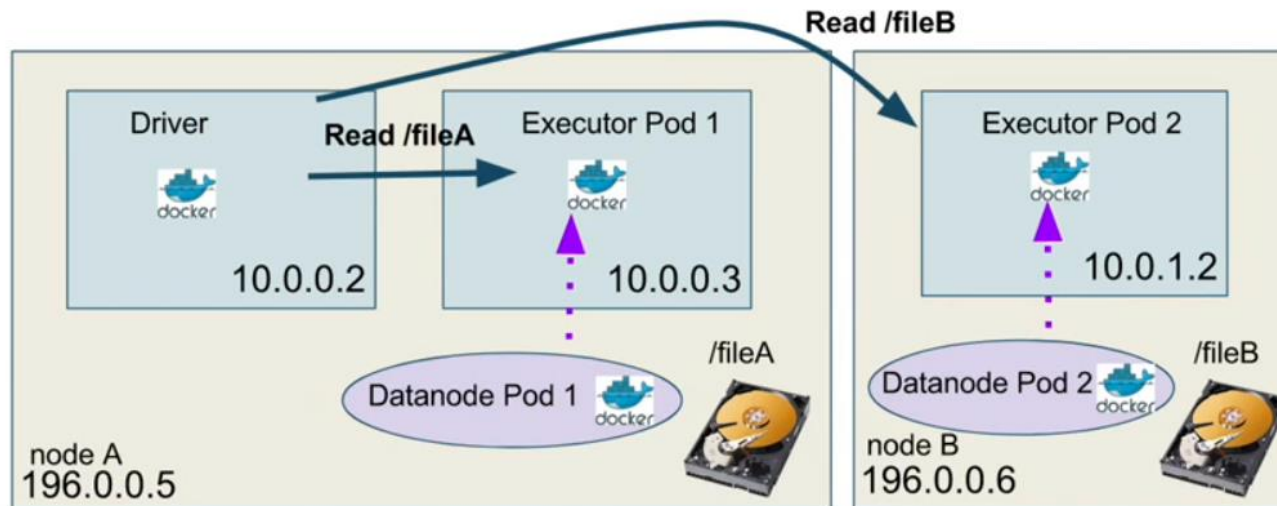 Read /fileB
Driver
Read /fileA
Executor Pod 1
Executor Pod 2
docker
docker
docker
10.0.0.2
10.0.0.3
10.0.1.2
/fileA
/fileB
Datanode Pod 1
docker
Datanode Pod 2
docker
node A
196.0.0.5
node B
196.0.0.6